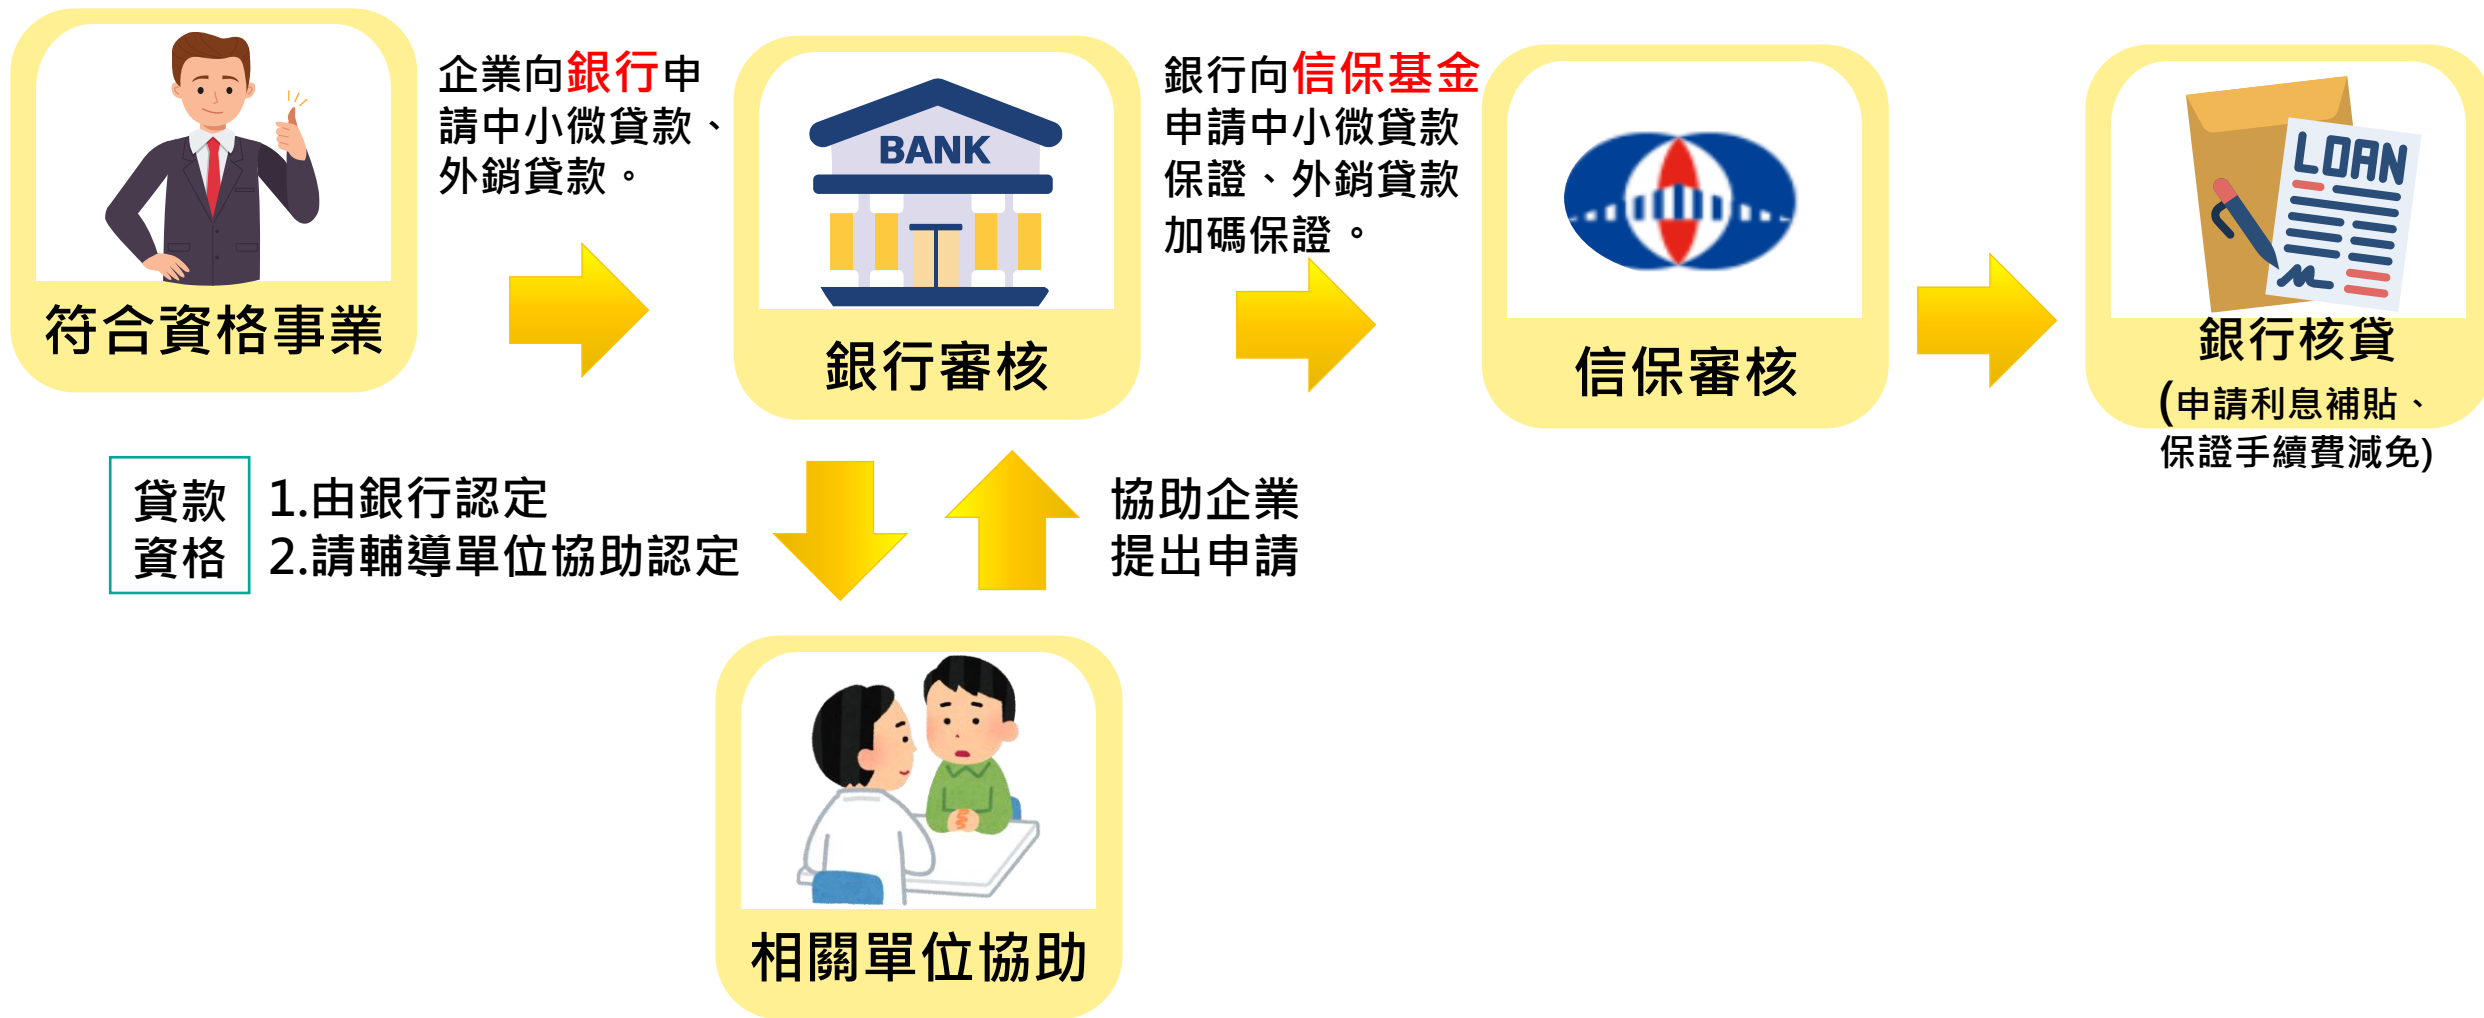 符合資格事業
企業向銀行申
請中小微貸款、
外銷貸款。
BANK
銀行審核
銀行向信保基金
申請中小微貸款
保證、外銷貸款
加碼保證。
信保審核
LOAN
銀行核貸
(申請利息補貼、
保證手續費減免)
貸款
資格
1.由銀行認定
2.請輔導單位協助認定
協助企業
提出申請
相關單位協助